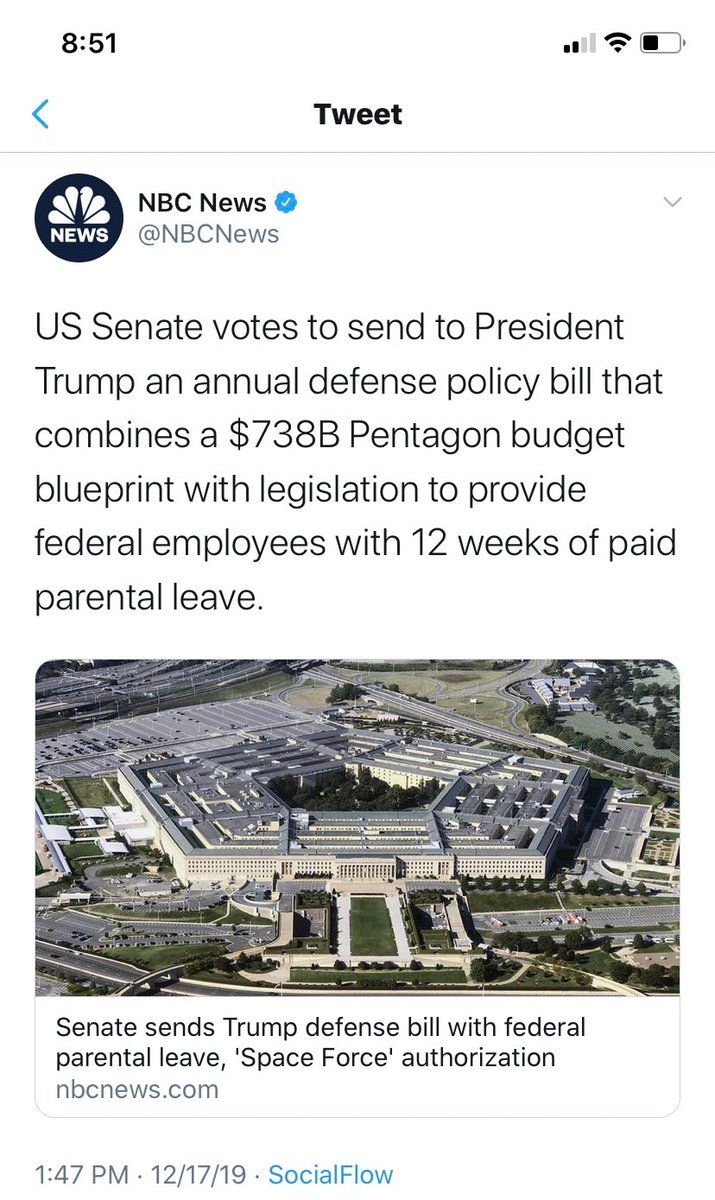 8:51
Tweet
NEWS
NBC News
@NBCNews
US Senate votes to send to President
Trump an annual defense policy bill that
combines a $738B Pentagon budget
blueprint with legislation to provide
federal employees with 12 weeks of paid
parental leave.
Senate sends Trump defense bill with federal
parental leave, 'Space Force' authorization
nbcnews.com
1:47 PM · 12/17/19 · SocialFlow